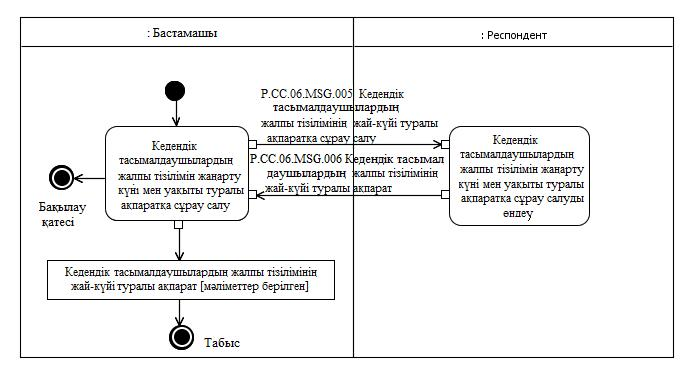 : Бастамашы
: Респондент
P.CC.06.MSG.005 Кедендік
тасымалдаушылардың
жалпы тізілімінің жай-күйі туралы
ақпаратқа сұрау салу
Кедендік
тасымалдаушылардың
жалпы тізілімін жаңарту
күні мен уақыты туралы
ақпаратқа сұрау салу
P.CC.06.MSG.006 Кедендік тасымал
даушылардың жалпы тізілімінің
жай-күйі туралы ақпарат
Кедендік
тасымалдаушылардың
жалпы тізілімін жаңарту
күні мен уақыты туралы
ақпаратқа сұрау салуды
өңдеу
Бақылау
қатесі
Кедендік тасымалдаушылардың жалпы тізілімінің
жай-күйі туралы ақпарат [мәліметтер берілген]
Табыс